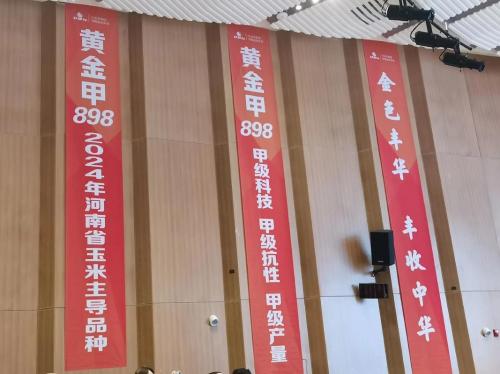 黄金甲
898
2024年河南省玉米主导品种
黄金甲
898
甲级科技 甲级抗性 甲级产量
金色丰华 丰收中华